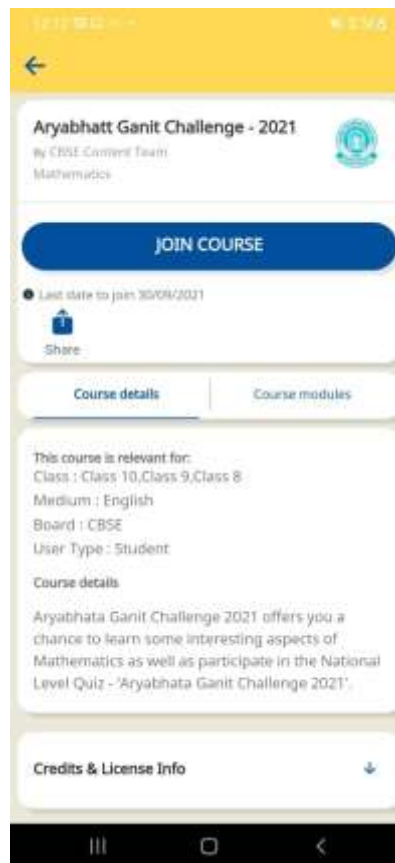 Aryabhatt Ganit Challenge - 2021
By CBSE Content Team
Mathematics
JOIN COURSE
Last date to join 30/09/2021
Share
Course details
Course modules
This course is relevant for:
Class : Class 10,Class 9,Class 8
Medium : English
Board : CBSE
User Type : Student
Course details
Aryabhata Ganit Challenge 2021 offers you a
chance to learn some interesting aspects of
Mathematics as well as participate in the National
Level Quiz - 'Aryabhata Ganit Challenge 2021'.
Credits & License Info